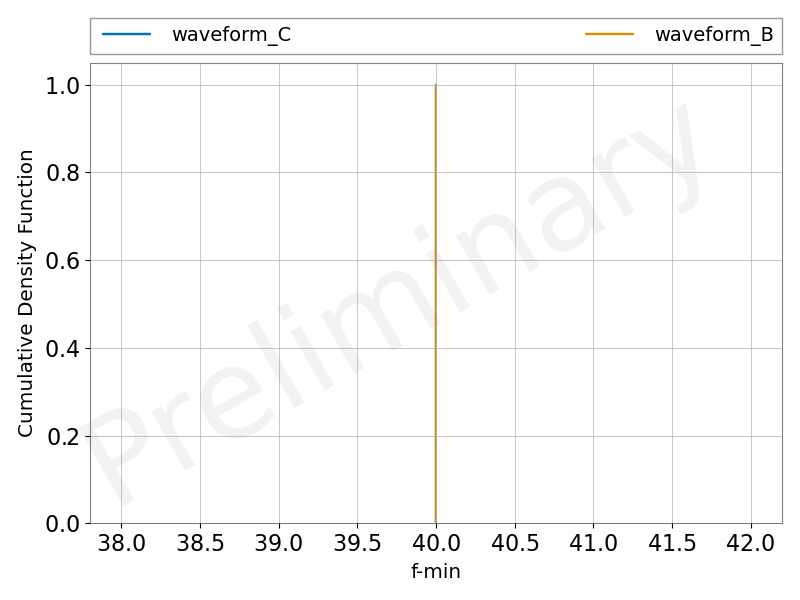 waveform_C
waveform_B
Cumulative Density Function
1.0
0.8
0.6
0.4
0.2
0.0
Preliminary
38.0 38.5 39.0 39.5 40.0 40.5 41.0 41.5 42.0
f-min